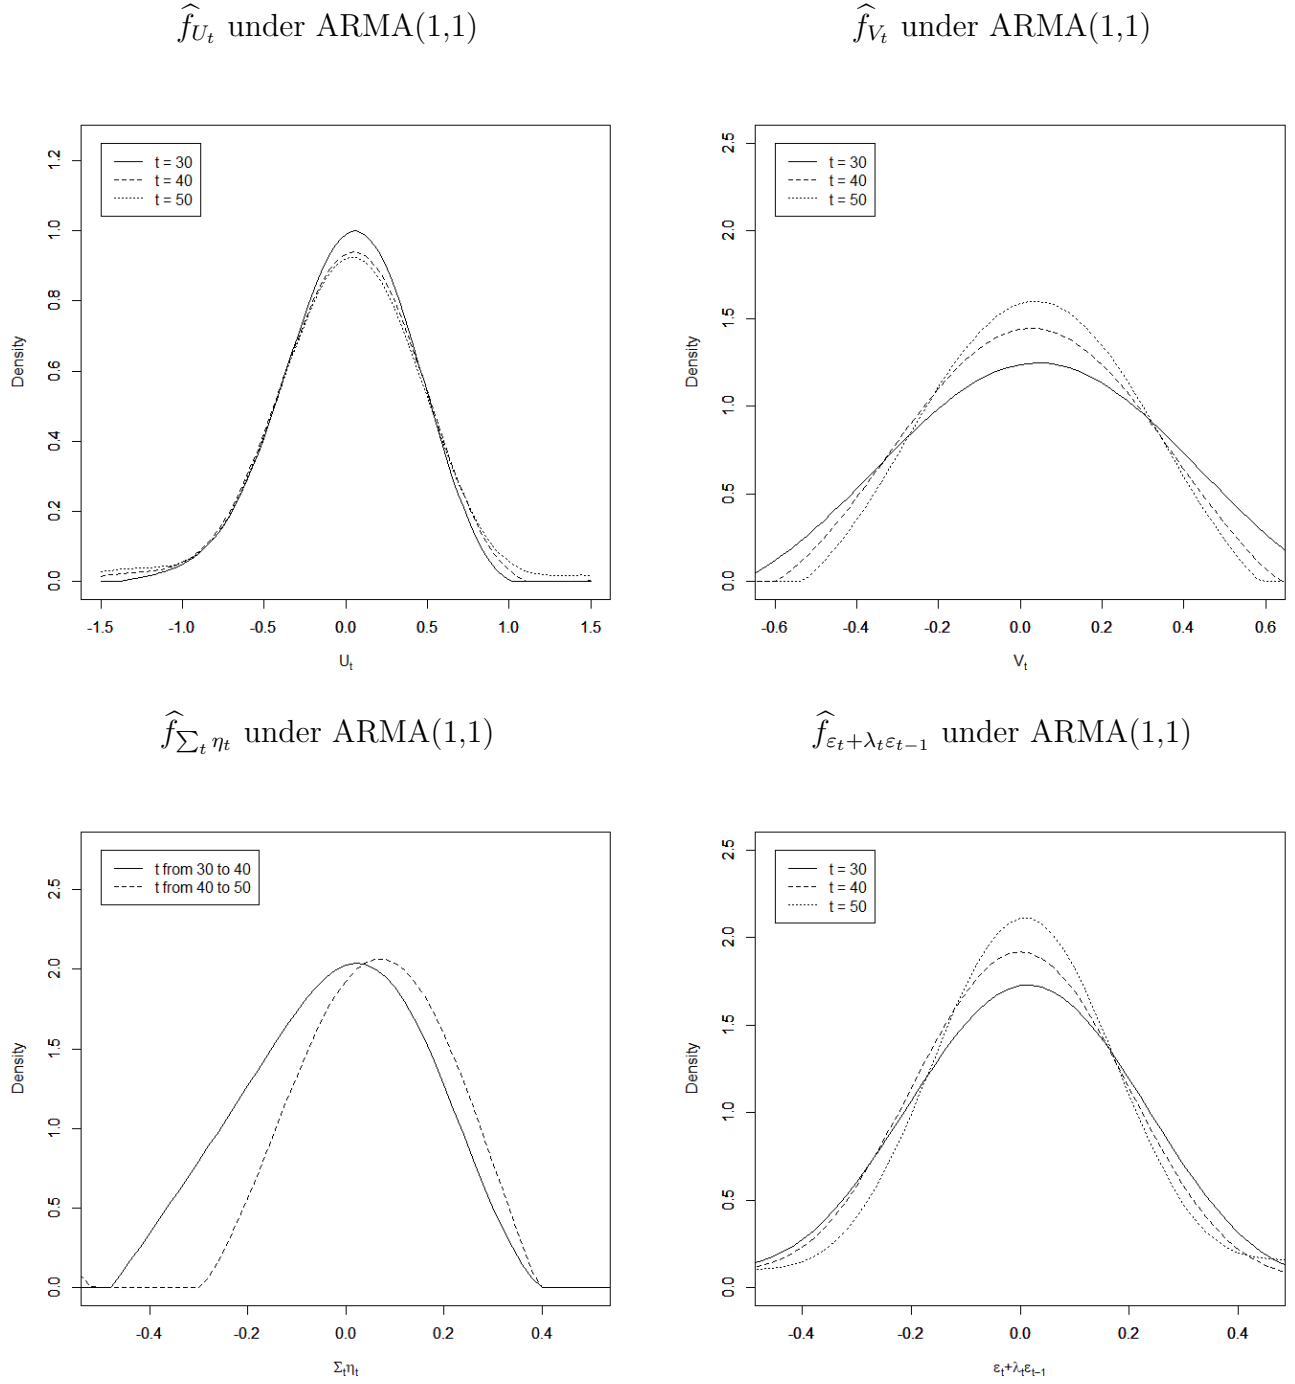 f̂_{U_t} under ARMA(1,1)
f̂_{V_t} under ARMA(1,1)
t = 30
t = 40
t = 50
Density
0.0 0.2 0.4 0.6 0.8 1.0 1.2
-1.5 -1.0 -0.5 0.0 0.5 1.0 1.5
U_t
t = 30
t = 40
t = 50
Density
0.0 0.5 1.0 1.5 2.0 2.5
-0.6 -0.4 -0.2 0.0 0.2 0.4 0.6
V_t
f̂_{∑_t η_t} under ARMA(1,1)
f̂_{ε_t+λ_tε_{t−1}} under ARMA(1,1)
t from 30 to 40
t from 40 to 50
Density
0.0 0.5 1.0 1.5 2.0 2.5
-0.4 -0.2 0.0 0.2 0.4
Σ_tη_t
t = 30
t = 40
t = 50
Density
0.0 0.5 1.0 1.5 2.0 2.5
-0.4 -0.2 0.0 0.2 0.4
ε_t+λ_tε_{t−1}